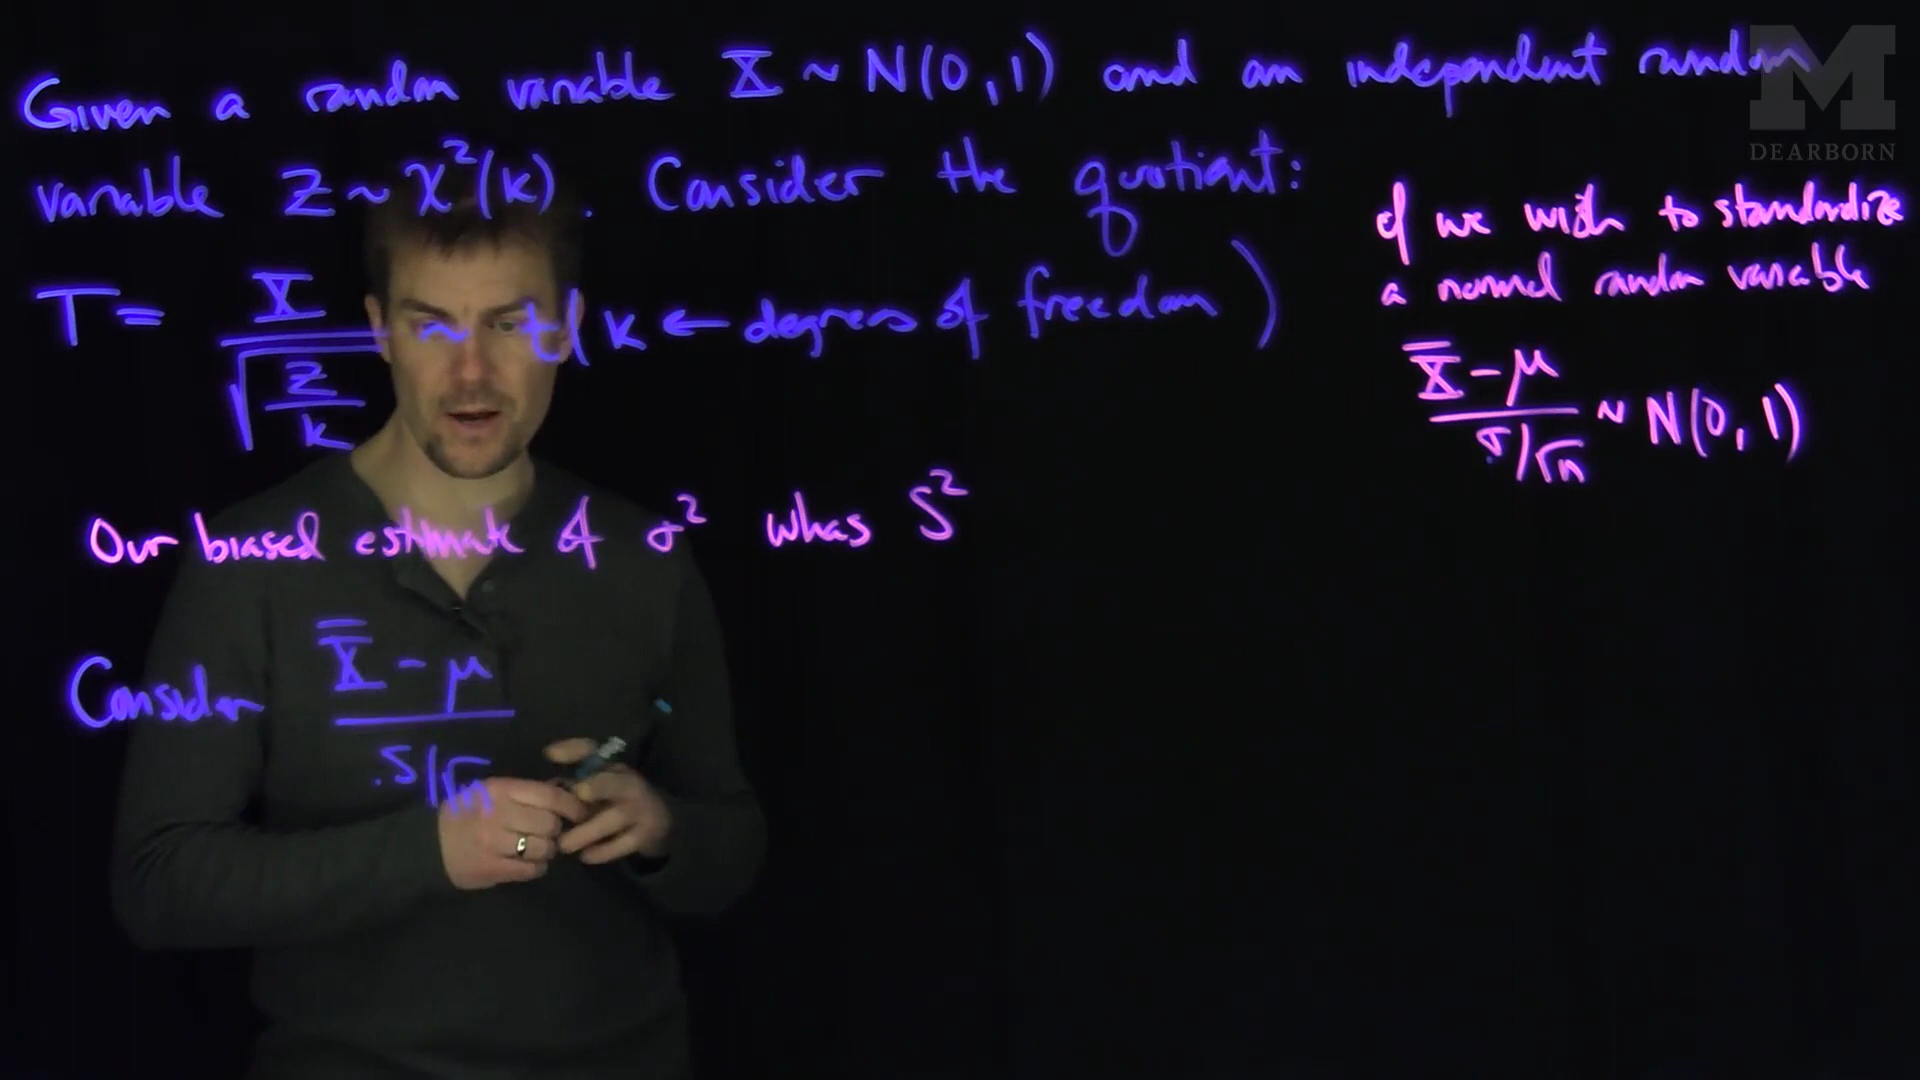 Given a random variable X ~ N(0,1) and an independent random
variable Z ~ χ²(k). Consider the quotient:
T = X / √(Z/k) ~ t(k ← degrees of freedom)
Our biased estimate of σ² whas S²
Consider X̄ - μ / S/√n
M
DEARBORN
if we wish to standardize
a normal random variable
X̄ - μ / σ/√n ~ N(0,1)